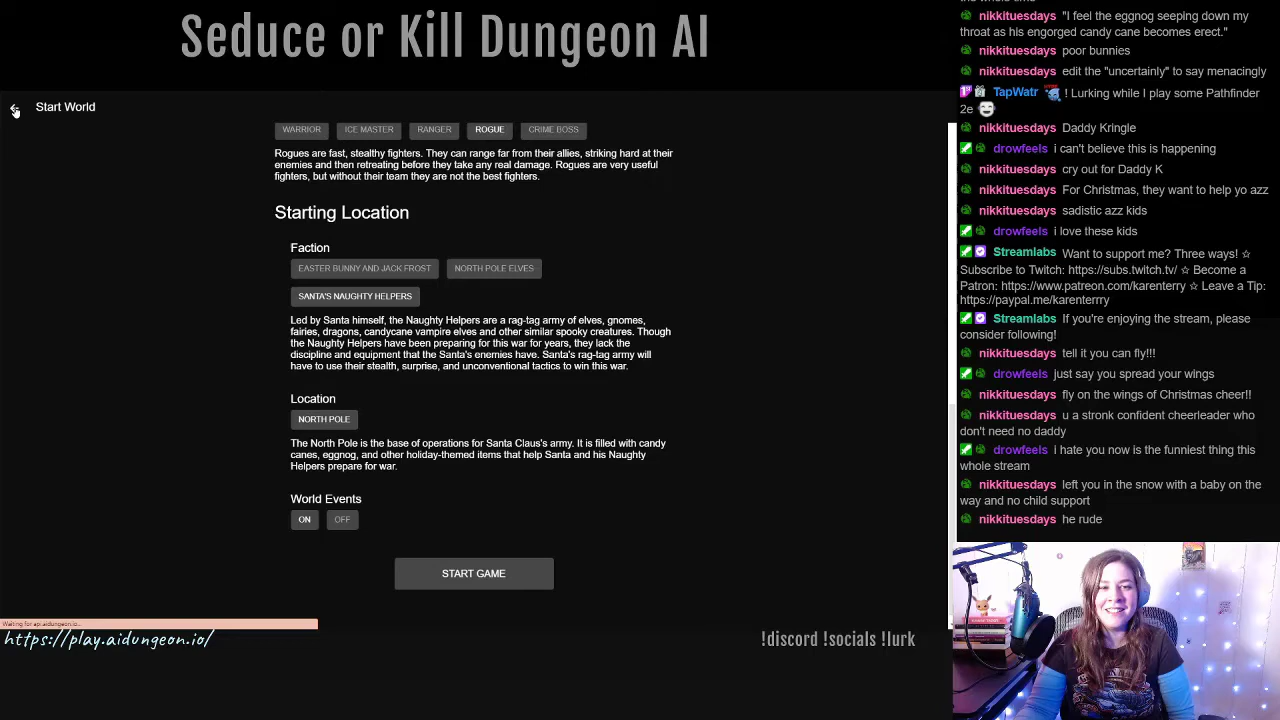 Seduce or Kill Dungeon AI
Start World
WARRIOR
ICE MASTER
RANGER
ROGUE
CRIME BOSS
Rogues are fast, stealthy fighters. They can range far from their allies, striking hard at their
enemies and then retreating before they take any real damage. Rogues are very useful
fighters, but without their team they are not the best fighters.
Starting Location
Faction
EASTER BUNNY AND JACK FROST
NORTH POLE ELVES
SANTA'S NAUGHTY HELPERS
Led by Santa himself, the Naughty Helpers are a rag-tag army of elves, gnomes,
fairies, dragons, candycane vampire elves and other similar spooky creatures. Though
the Naughty Helpers have been preparing for this war for years, they lack the
discipline and equipment that the Santa's enemies have. Santa's rag-tag army will
have to use their stealth, surprise, and unconventional tactics to win this war.
Location
NORTH POLE
The North Pole is the base of operations for Santa Claus's army. It is filled with candy
canes, eggnog, and other holiday-themed items that help Santa and his Naughty
Helpers prepare for war.
World Events
ON
OFF
START GAME
Waiting for api.aidungeon.io...
https://play.aidungeon.io/
!discord !socials !lurk
nikkituesdays "I feel the eggnog seeping down my
throat as his engorged candy cane becomes erect."
nikkituesdays poor bunnies
nikkituesdays edit the "uncertainly" to say menacingly
TapWatr ! Lurking while I play some Pathfinder
2e
nikkituesdays Daddy Kringle
drowfeels i can't believe this is happening
nikkituesdays cry out for Daddy K
nikkituesdays For Christmas, they want to help yo azz
nikkituesdays sadistic azz kids
drowfeels i love these kids
Streamlabs Want to support me? Three ways! ☆
Subscribe to Twitch: https://subs.twitch.tv/ ☆ Become a
Patron: https://www.patreon.com/karenterry ☆ Leave a Tip:
https://paypal.me/karenterrry
Streamlabs If you're enjoying the stream, please
consider following!
nikkituesdays tell it you can fly!!!
drowfeels just say you spread your wings
nikkituesdays fly on the wings of Christmas cheer!!
nikkituesdays u a stronk confident cheerleader who
don't need no daddy
drowfeels i hate you now is the funniest thing this
whole stream
nikkituesdays left you in the snow with a baby on the
way and no child support
nikkituesdays he rude